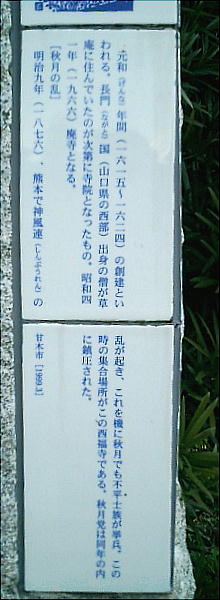 元和（げんな）年間（一六一五～一六二四）の創建とい
われる。長門（ながと）国（山口県の西部）出身の僧が草
庵に住んでいたのが次第に寺院となったもの。昭和四
一年（一九六六）廃寺となる。
［秋月の乱］
明治九年（一八七六）、熊本で神風連（しんぷうれん）の
乱が起き、これを機に秋月でも不平士族が挙兵。この
時の集合場所がこの西福寺である。秋月党は同年の内
に鎮圧された。
甘木市［1999.3］